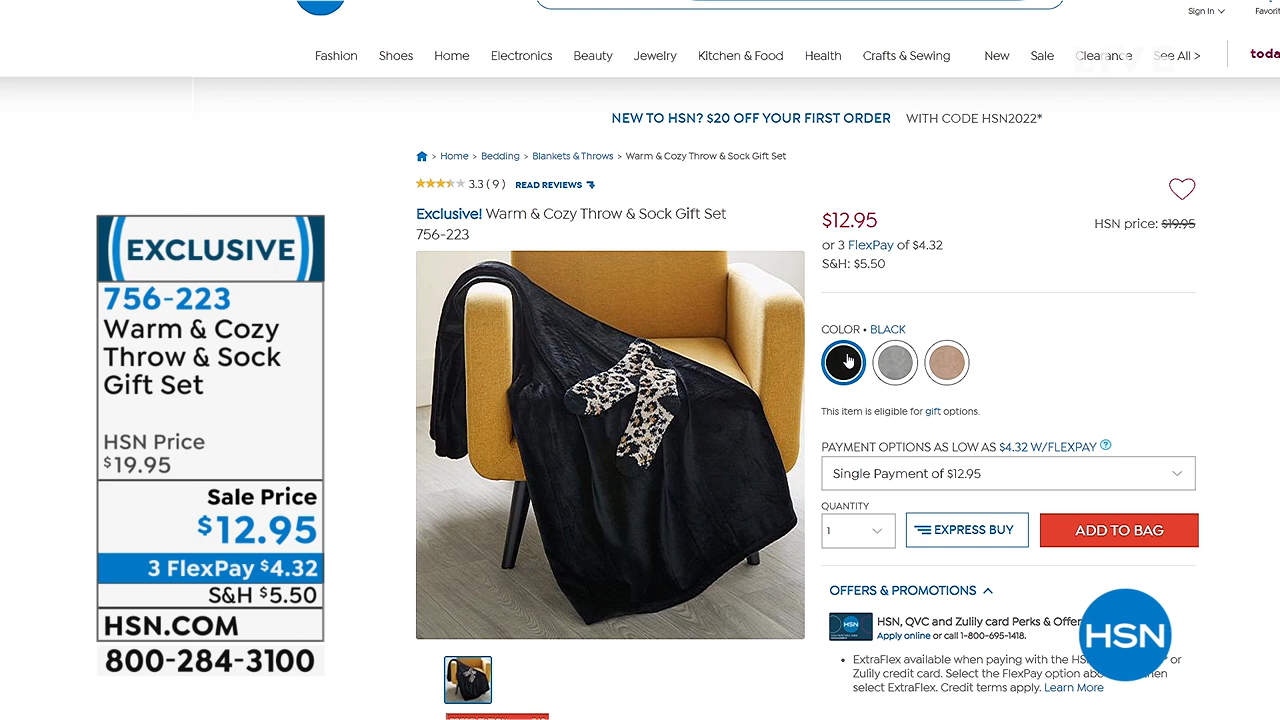 Sign In
Fashion Shoes Home Electronics Beauty Jewelry Kitchen & Food Health Crafts & Sewing New Sale Clearance See All >
NEW TO HSN? $20 OFF YOUR FIRST ORDER WITH CODE HSN2022*
> Home > Bedding > Blankets & Throws > Warm & Cozy Throw & Sock Gift Set
3.3 ( 9 ) READ REVIEWS
Exclusive! Warm & Cozy Throw & Sock Gift Set
756-223
$12.95
HSN price: $19.95
or 3 FlexPay of $4.32
S&H: $5.50
COLOR • BLACK
This item is eligible for gift options.
PAYMENT OPTIONS AS LOW AS $4.32 W/FLEXPAY ?
Single Payment of $12.95
QUANTITY
1
EXPRESS BUY
ADD TO BAG
OFFERS & PROMOTIONS
HSN
HSN, QVC and Zulily card Perks &
Apply online or call 1-800-695-1418.
• ExtraFlex available when paying with the or
Zulily credit card. Select the FlexPay option
select ExtraFlex. Credit terms apply. Learn More
HSN
EXCLUSIVE
756-223
Warm & Cozy
Throw & Sock
Gift Set
HSN Price
$19.95
Sale Price
$12.95
3 FlexPay $4.32
S&H $5.50
HSN.COM
800-284-3100